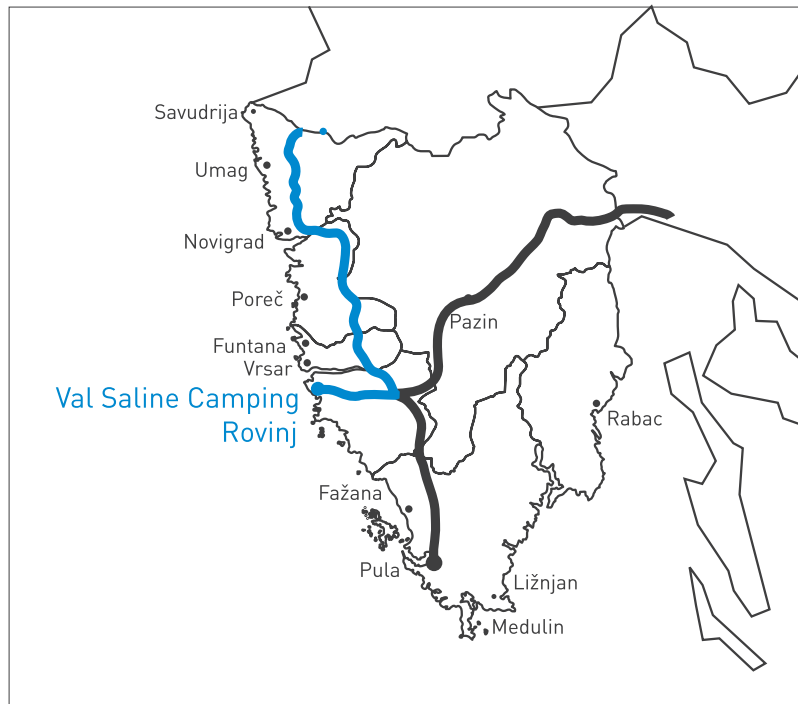 Savudrija
Umag
Novigrad
Poreč
Pazin
Funtana
Vrsar
Val Saline Camping
Rovinj
Rabac
Fažana
Pula
Ližnjan
Medulin